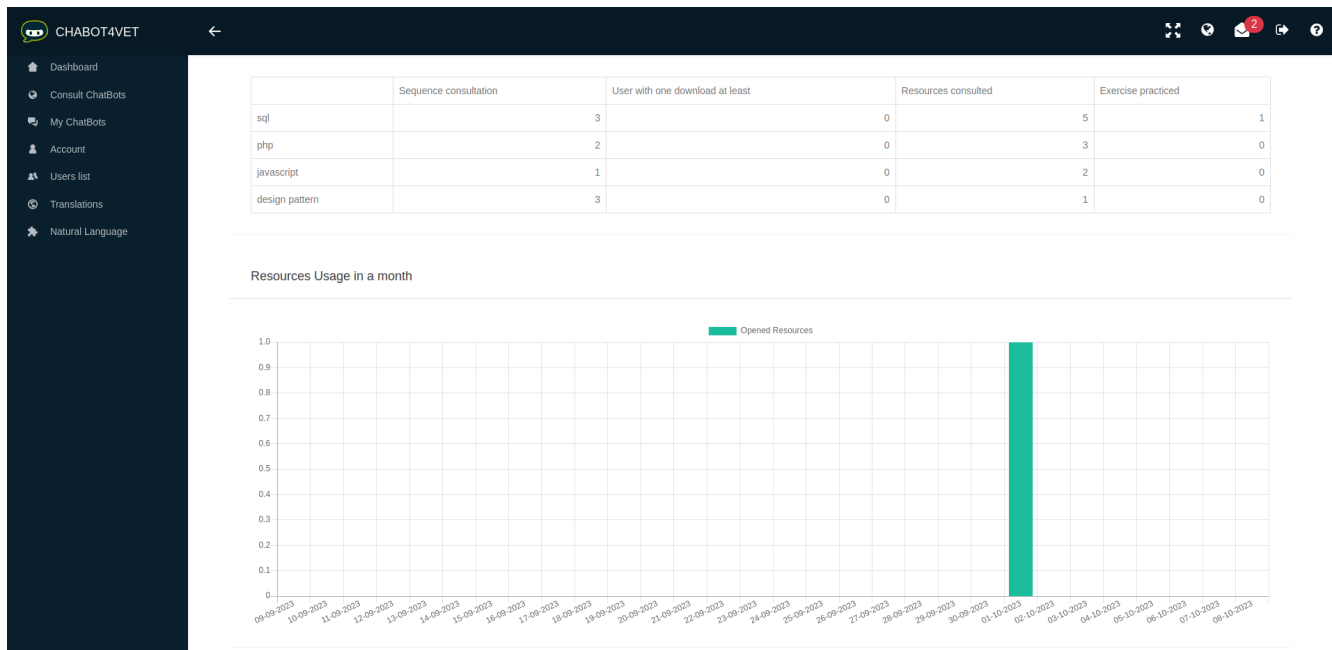 CHABOT4VET
2
Dashboard
Consult ChatBots
My ChatBots
Account
Users list
Translations
Natural Language
Sequence consultation User with one download at least Resources consulted Exercise practiced
sql 3 0 5 1
php 2 0 3 0
javascript 1 0 2 0
design pattern 3 0 1 0
Resources Usage in a month
Opened Resources
1.0
0.9
0.8
0.7
0.6
0.5
0.4
0.3
0.2
0.1
0
09-09-2023 10-09-2023 11-09-2023 12-09-2023 13-09-2023 14-09-2023 15-09-2023 16-09-2023 17-09-2023 18-09-2023 19-09-2023 20-09-2023 21-09-2023 22-09-2023 23-09-2023 24-09-2023 25-09-2023 26-09-2023 27-09-2023 28-09-2023 29-09-2023 30-09-2023 01-10-2023 02-10-2023 03-10-2023 04-10-2023 05-10-2023 06-10-2023 07-10-2023 08-10-2023